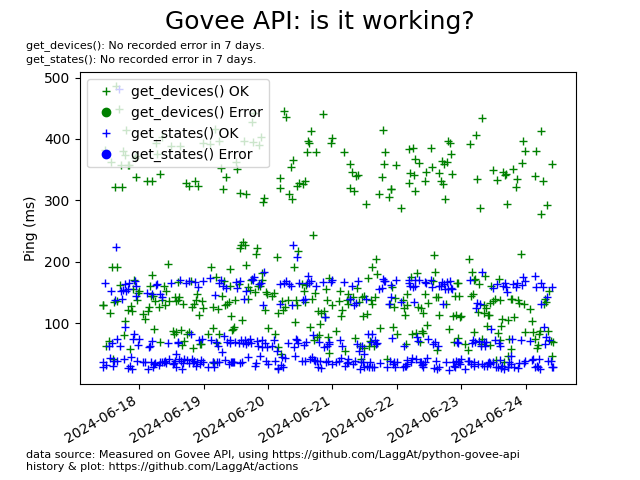 Govee API: is it working?
get_devices(): No recorded error in 7 days.
get_states(): No recorded error in 7 days.
get_devices() OK
get_devices() Error
get_states() OK
get_states() Error
Ping (ms)
500
400
300
200
100
2024-06-18
2024-06-19
2024-06-20
2024-06-21
2024-06-22
2024-06-23
2024-06-24
data source: Measured on Govee API, using https://github.com/LaggAt/python-govee-api
history & plot: https://github.com/LaggAt/actions